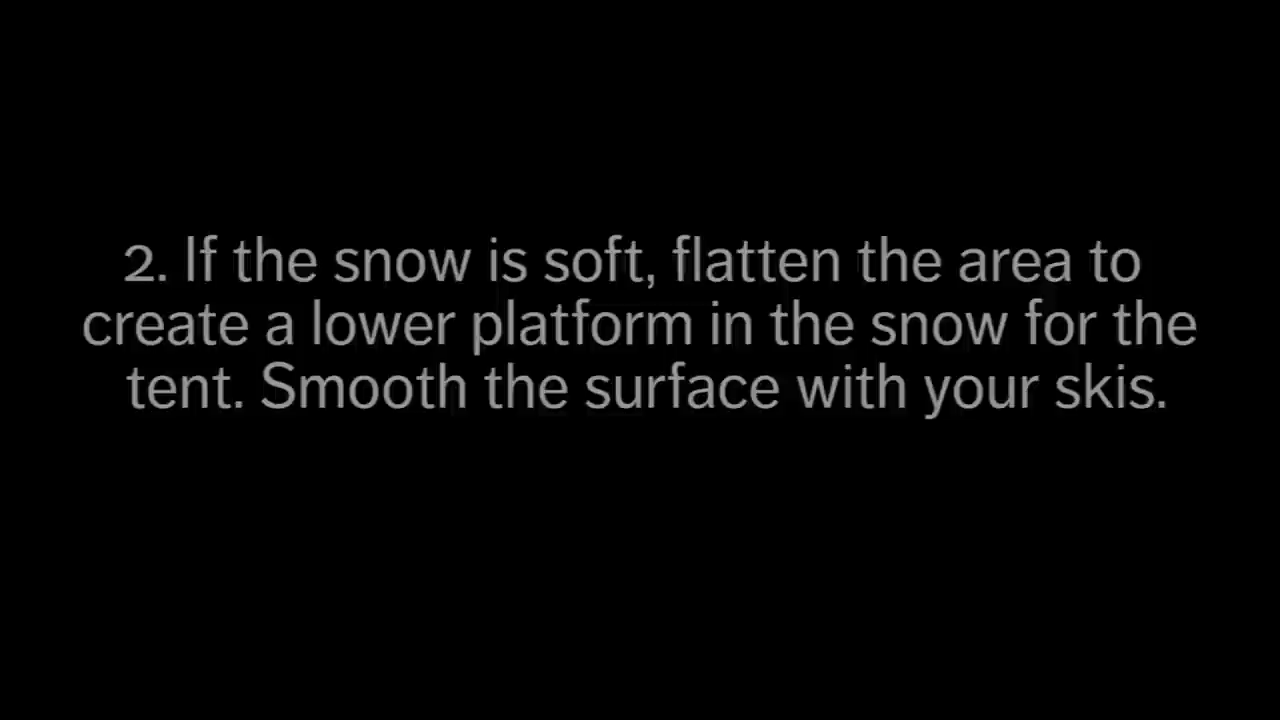 2. If the snow is soft, flatten the area to
create a lower platform in the snow for the
tent. Smooth the surface with your skis.